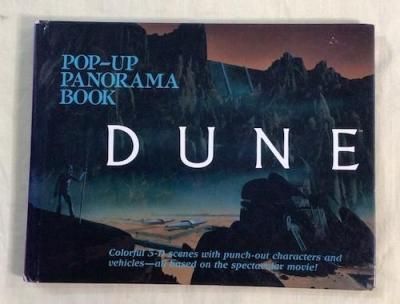 POP-UP
PANORAMA
BOOK
DUNE
Colorful 3-D scenes with punch-out characters and
vehicles—all based on the spectacular movie!